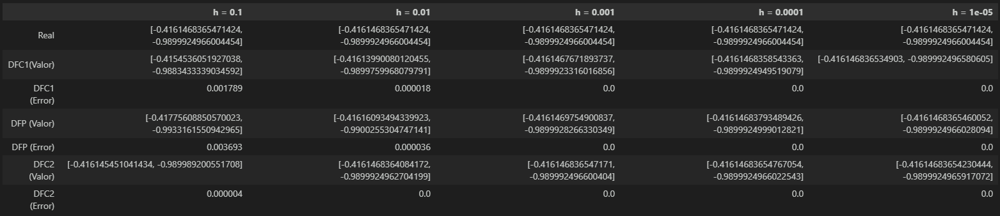 h = 0.1 h = 0.01 h = 0.001 h = 0.0001 h = 1e-05
Real [-0.4161468365471424, -0.9899924966004454] [-0.4161468365471424, -0.9899924966004454] [-0.4161468365471424, -0.9899924966004454] [-0.4161468365471424, -0.9899924966004454] [-0.4161468365471424, -0.9899924966004454]
DFC1(Valor) [-0.4154536051927038, -0.9883433339034592] [-0.41613990080120455, -0.9899759968079791] [-0.4161467671893737, -0.9899923316016856] [-0.4161468358543363, -0.9899924949519079] [-0.416146836534903, -0.989992496580605]
DFC1 (Error) 0.001789 0.000018 0.0 0.0 0.0
DFP (Valor) [-0.41775608850570023, -0.9933161550942965] [-0.41616093494339923, -0.9900255304747141] [-0.4161469754900837, -0.9899928266330349] [-0.41614683793489426, -0.9899924999012821] [-0.4161468365460052, -0.9899924966028094]
DFP (Error) 0.003693 0.000036 0.0 0.0 0.0
DFC2 (Valor) [-0.416145451041434, -0.989989200551708] [-0.4161468364084172, -0.9899924962704199] [-0.416146836547171, -0.989992496600404] [-0.41614683654767054, -0.9899924966022543] [-0.41614683654230444, -0.9899924965917072]
DFC2 (Error) 0.000004 0.0 0.0 0.0 0.0